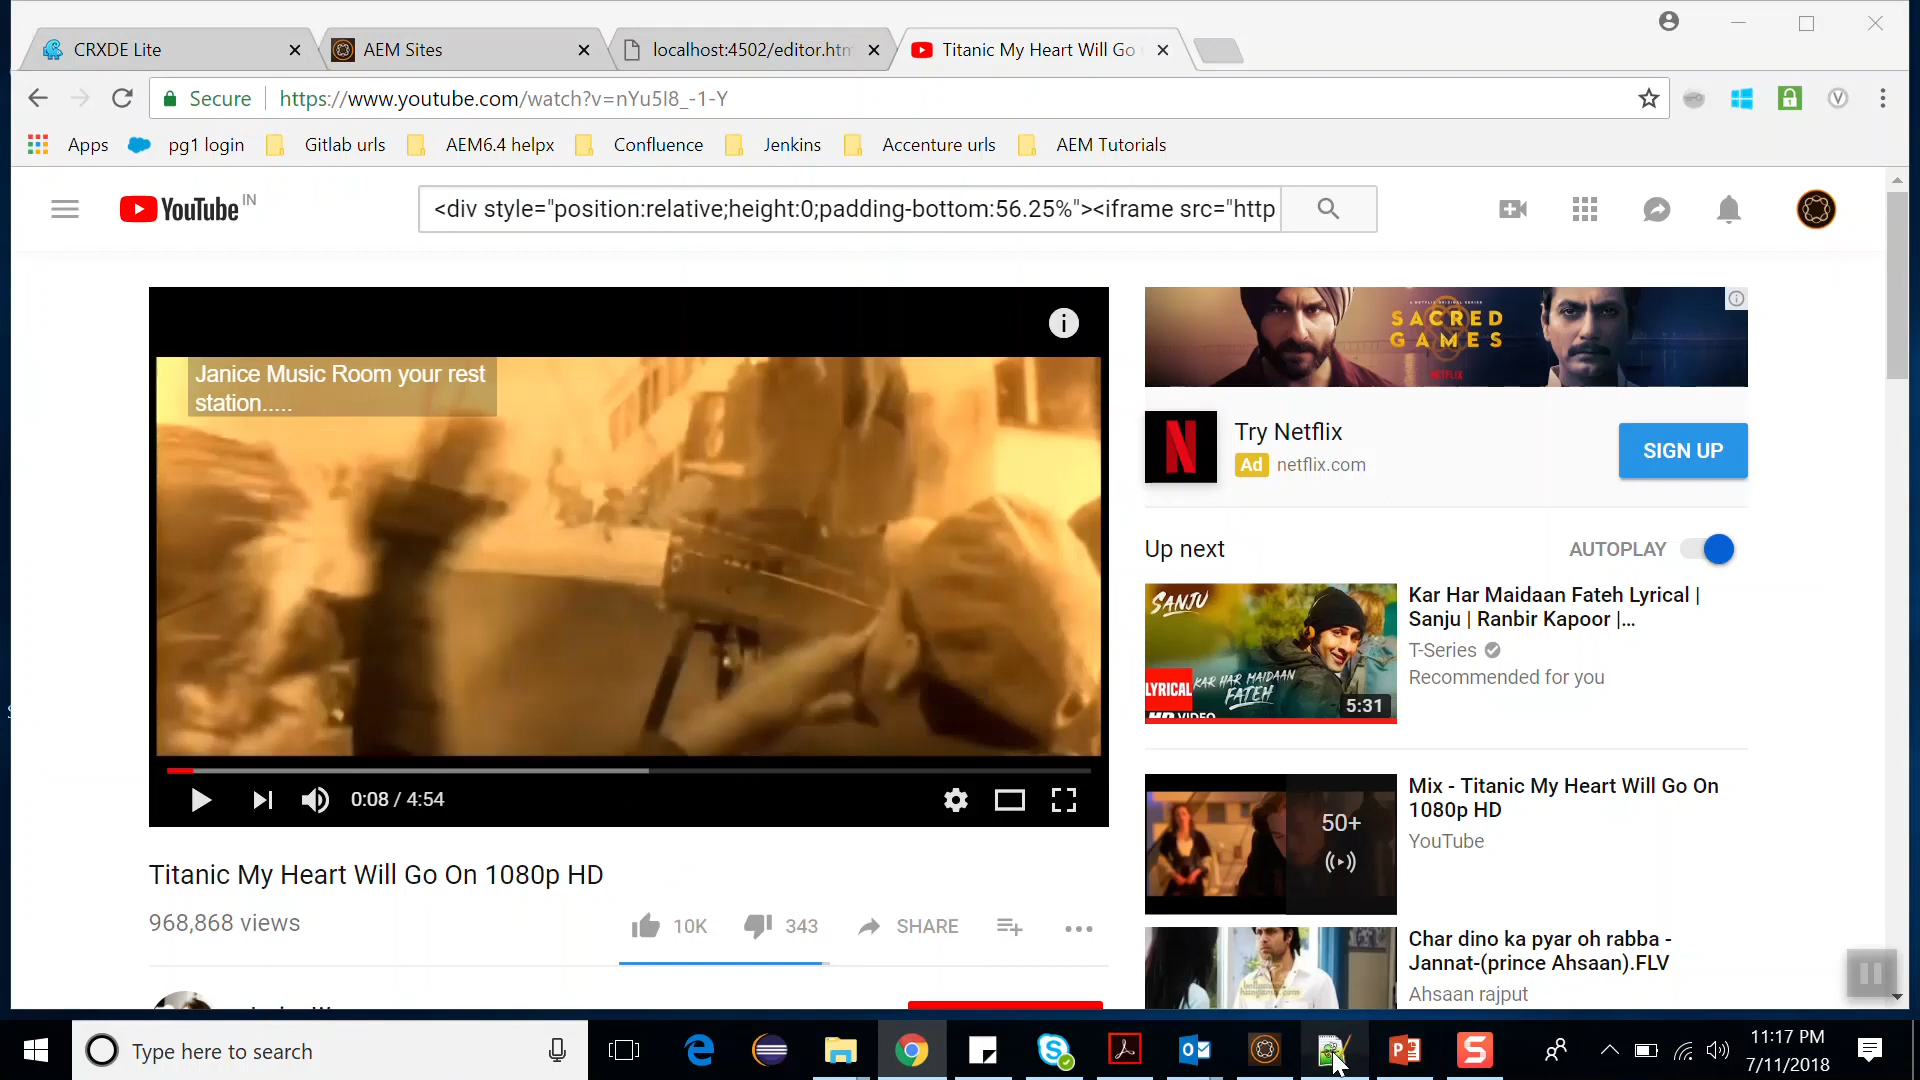 CRXDE Lite
AEM Sites
localhost:4502/editor.htm
Titanic My Heart Will Go
Secure
https://www.youtube.com/watch?v=nYu5I8_-1-Y
Apps
pg1 login
Gitlab urls
AEM6.4 helpx
Confluence
Jenkins
Accenture urls
AEM Tutorials
YouTube IN
<div style="position:relative;height:0;padding-bottom:56.25%"><iframe src="http
Janice Music Room your rest
station.....
0:08 / 4:54
Titanic My Heart Will Go On 1080p HD
968,868 views
10K
343
SHARE
SACRED
GAMES
NETFLIX
Try Netflix
Ad netflix.com
SIGN UP
Up next
AUTOPLAY
SANJU
LYRICAL
KAR HAR MAIDAAN
FATEH
HD VIDEO
5:31
Kar Har Maidaan Fateh Lyrical |
Sanju | Ranbir Kapoor |...
T-Series
Recommended for you
50+
Mix - Titanic My Heart Will Go On
1080p HD
YouTube
Char dino ka pyar oh rabba -
Jannat-(prince Ahsaan).FLV
Ahsaan rajput
Type here to search
11:17 PM
7/11/2018